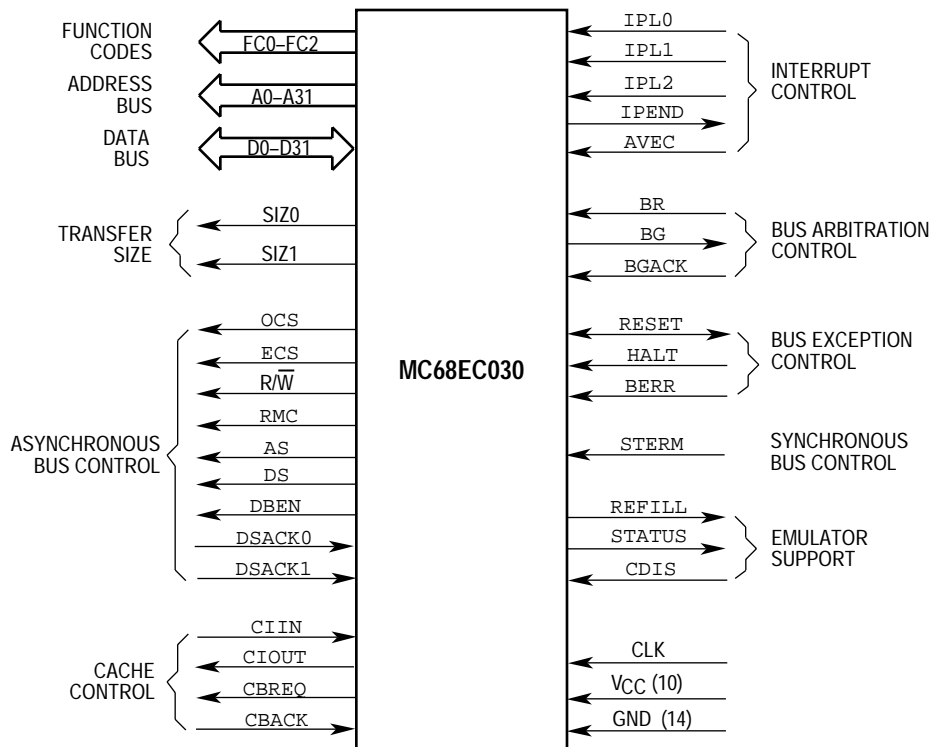 FUNCTION
CODES
FC0–FC2
ADDRESS
BUS
A0–A31
DATA
BUS
D0–D31
TRANSFER
SIZE
SIZ0
SIZ1
ASYNCHRONOUS
BUS CONTROL
OCS
ECS
R/W̅
RMC
AS
DS
DBEN
DSACK0
DSACK1
CACHE
CONTROL
CIIN
CIOUT
CBREQ
CBACK
MC68EC030
IPL0
IPL1
IPL2
IPEND
AVEC
INTERRUPT
CONTROL
BR
BG
BGACK
BUS ARBITRATION
CONTROL
RESET
HALT
BERR
BUS EXCEPTION
CONTROL
STERM
SYNCHRONOUS
BUS CONTROL
REFILL
STATUS
CDIS
EMULATOR
SUPPORT
CLK
VCC (10)
GND (14)